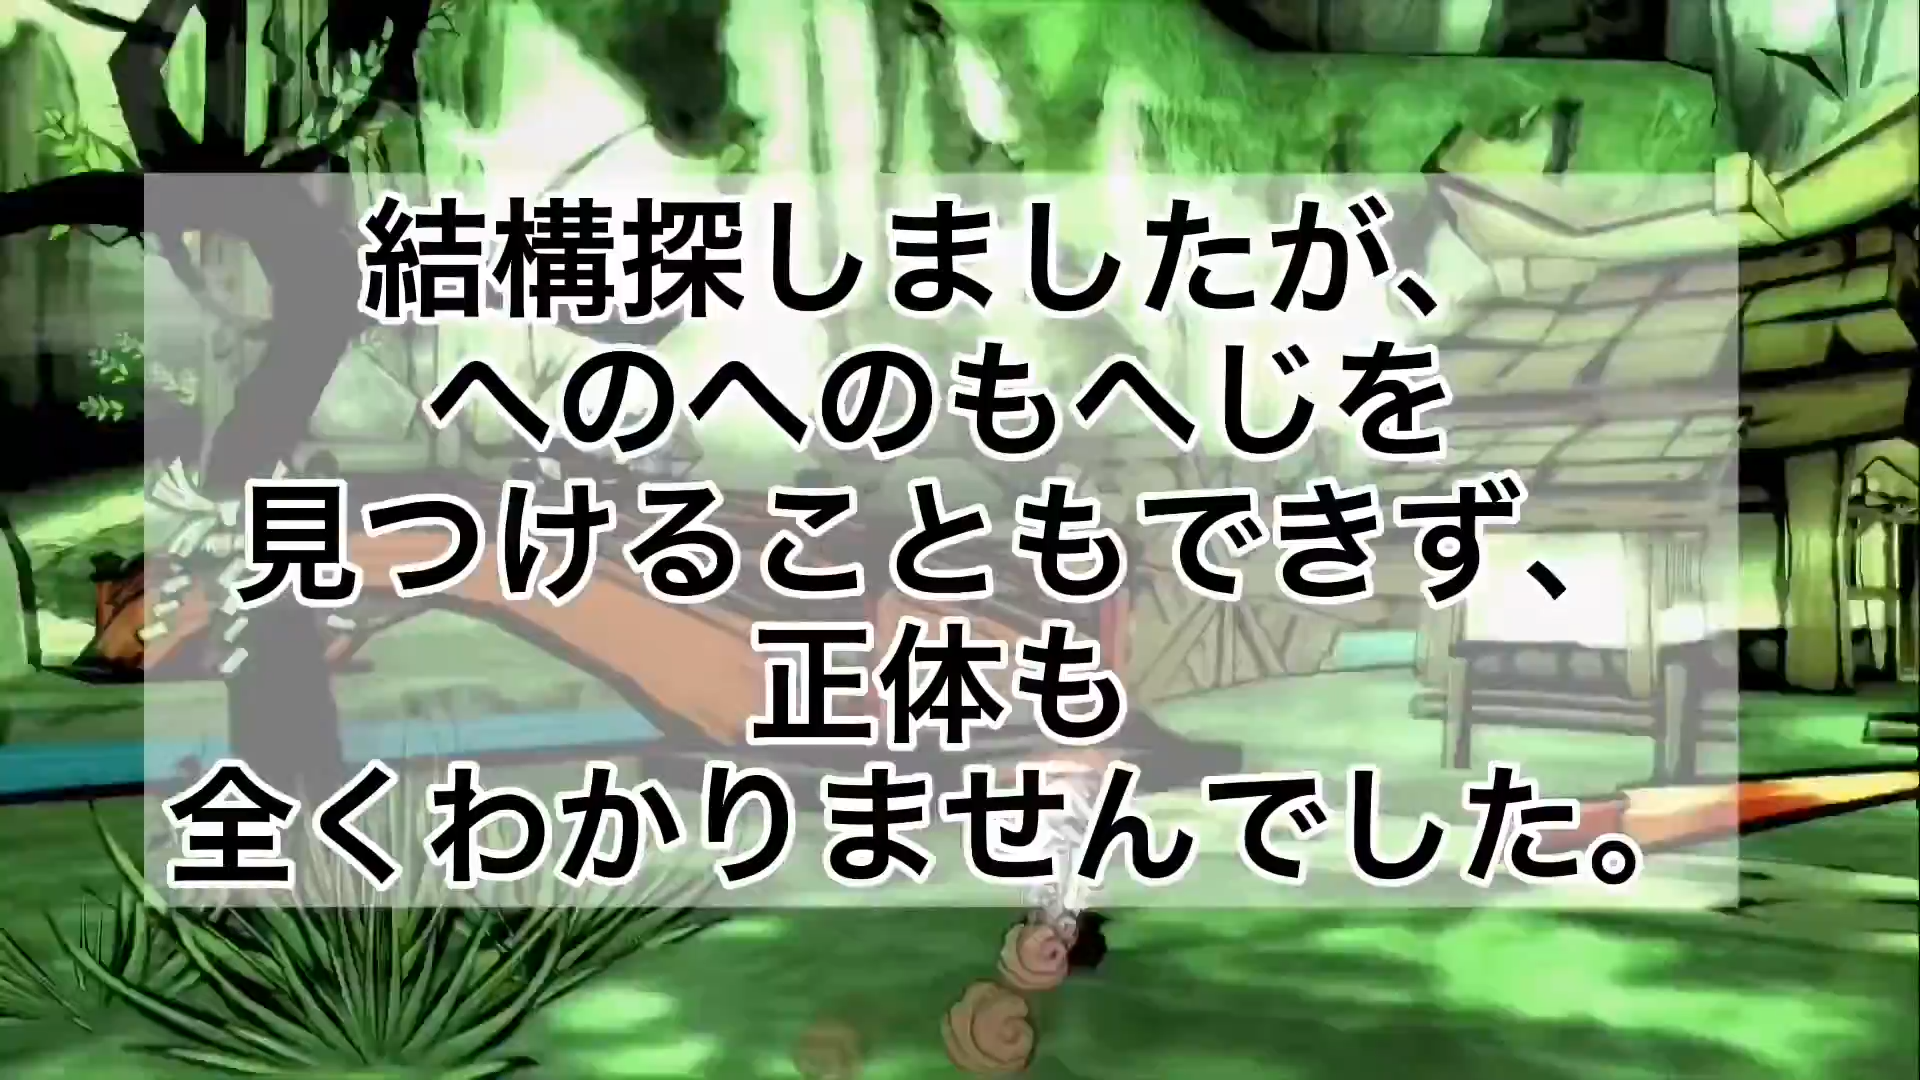 結構探しましたが、
へのへのもへじを
見つけることもできず、
正体も
全くわかりませんでした。